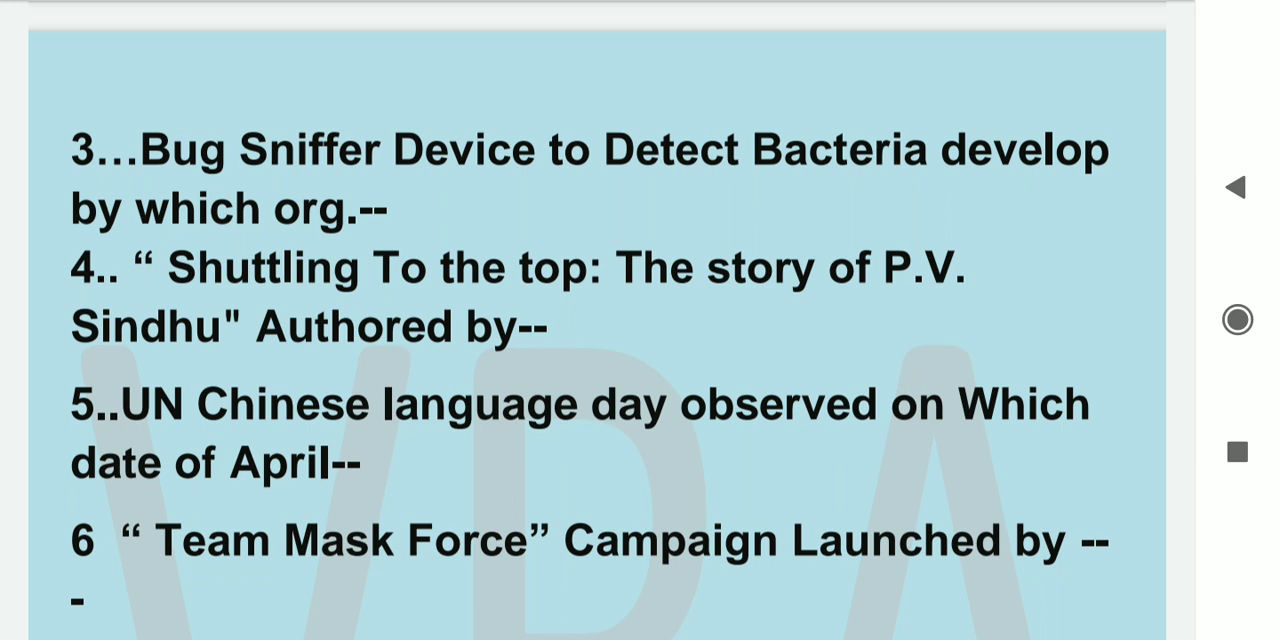 3...Bug Sniffer Device to Detect Bacteria develop
by which org.--
4.. “ Shuttling To the top: The story of P.V.
Sindhu" Authored by--
5..UN Chinese language day observed on Which
date of April--
6 “ Team Mask Force” Campaign Launched by --
-
VDA